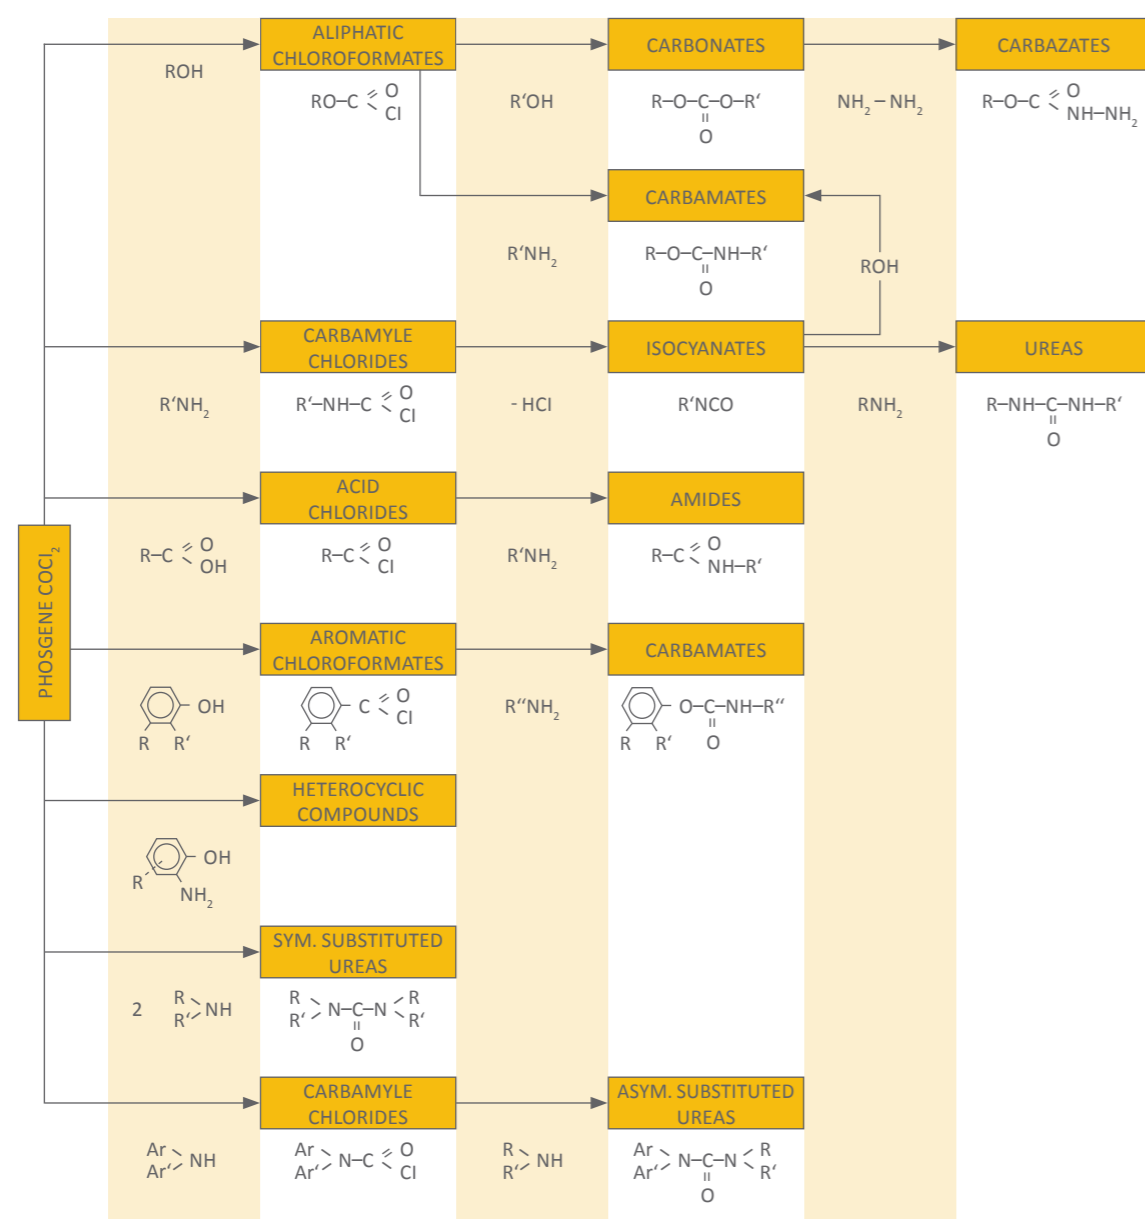 PHOSGENE COCl₂
ROH
ALIPHATIC
CHLOROFORMATES
RO–C
O
Cl
R‘OH
CARBONATES
R–O–C–O–R‘
O
NH₂ – NH₂
CARBAZATES
R–O–C
O
NH–NH₂
R‘NH₂
CARBAMATES
R–O–C–NH–R‘
O
ROH
R‘NH₂
CARBAMYLE
CHLORIDES
R‘–NH–C
O
Cl
- HCl
ISOCYANATES
R‘NCO
RNH₂
UREAS
R–NH–C–NH–R‘
O
R–C
O
OH
ACID
CHLORIDES
R–C
O
Cl
R‘NH₂
AMIDES
R–C
O
NH–R‘
OH
R R‘
AROMATIC
CHLOROFORMATES
C
O
Cl
R R‘
R‘‘NH₂
CARBAMATES
O–C–NH–R‘‘
R R‘
O
OH
R
NH₂
HETEROCYCLIC
COMPOUNDS
2
R
R‘
NH
SYM. SUBSTITUTED
UREAS
R
R‘
N–C–N
R
R‘
O
Ar
Ar‘
NH
CARBAMYLE
CHLORIDES
Ar
Ar‘
N–C
O
Cl
R
R‘
NH
ASYM. SUBSTITUTED
UREAS
Ar
Ar‘
N–C–N
R
R‘
O